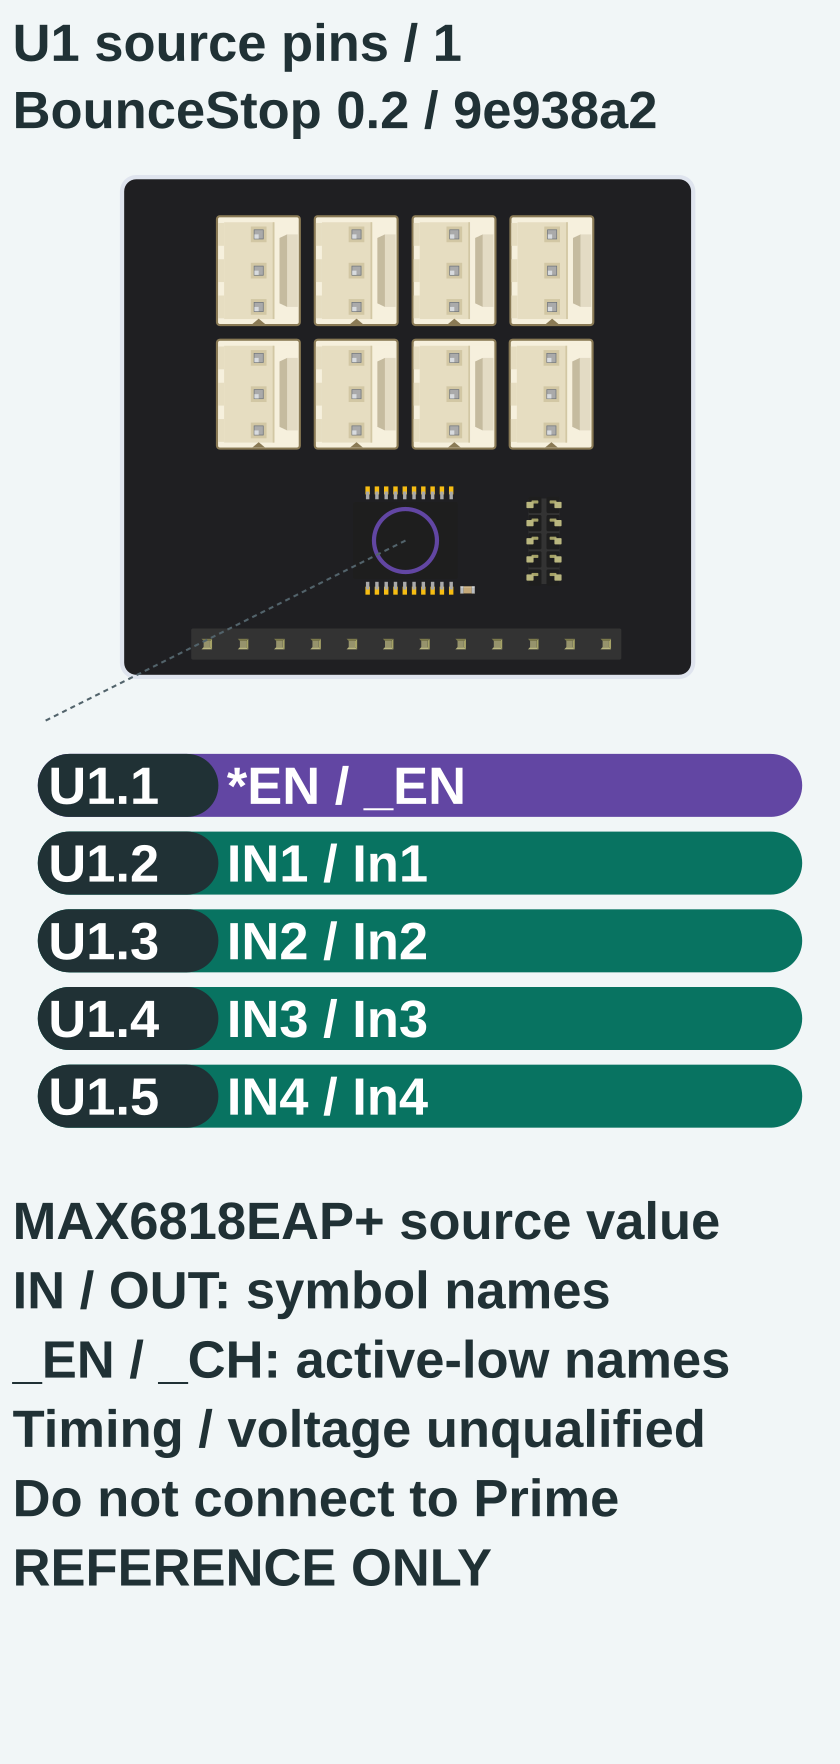 U1 source pins / 1
BounceStop 0.2 / 9e938a2
U1.1 *EN / _EN
U1.2 IN1 / In1
U1.3 IN2 / In2
U1.4 IN3 / In3
U1.5 IN4 / In4
MAX6818EAP+ source value
IN / OUT: symbol names
_EN / _CH: active-low names
Timing / voltage unqualified
Do not connect to Prime
REFERENCE ONLY